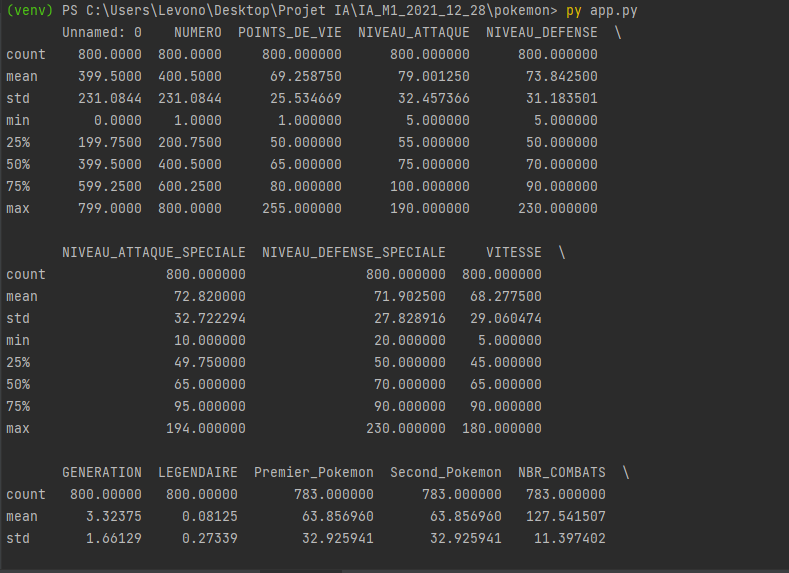 (venv) PS C:\Users\Levono\Desktop\Projet IA\IA_M1_2021_12_28\pokemon> py app.py
Unnamed: 0 NUMERO POINTS_DE_VIE NIVEAU_ATTAQUE NIVEAU_DEFENSE \
count 800.0000 800.0000 800.000000 800.000000 800.000000
mean 399.5000 400.5000 69.258750 79.001250 73.842500
std 231.0844 231.0844 25.534669 32.457366 31.183501
min 0.0000 1.0000 1.000000 5.000000 5.000000
25% 199.7500 200.7500 50.000000 55.000000 50.000000
50% 399.5000 400.5000 65.000000 75.000000 70.000000
75% 599.2500 600.2500 80.000000 100.000000 90.000000
max 799.0000 800.0000 255.000000 190.000000 230.000000
NIVEAU_ATTAQUE_SPECIALE NIVEAU_DEFENSE_SPECIALE VITESSE \
count 800.000000 800.000000 800.000000
mean 72.820000 71.902500 68.277500
std 32.722294 27.828916 29.060474
min 10.000000 20.000000 5.000000
25% 49.750000 50.000000 45.000000
50% 65.000000 70.000000 65.000000
75% 95.000000 90.000000 90.000000
max 194.000000 230.000000 180.000000
GENERATION LEGENDAIRE Premier_Pokemon Second_Pokemon NBR_COMBATS \
count 800.00000 800.00000 783.000000 783.000000 783.000000
mean 3.32375 0.08125 63.856960 63.856960 127.541507
std 1.66129 0.27339 32.925941 32.925941 11.397402